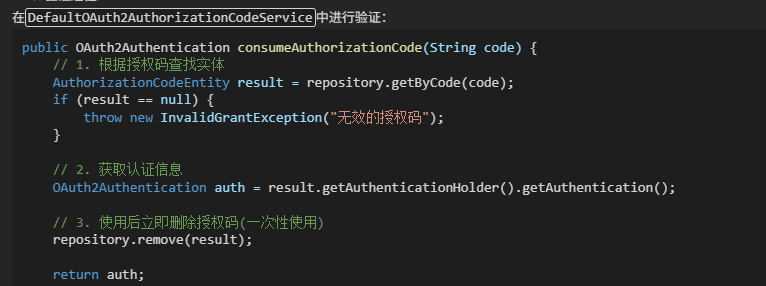 在DefaultOAuth2AuthorizationCodeService中进行验证:
public OAuth2Authentication consumeAuthorizationCode(String code) {
    // 1. 根据授权码查找实体
    AuthorizationCodeEntity result = repository.getByCode(code);
    if (result == null) {
        throw new InvalidGrantException("无效的授权码");
    }

    // 2. 获取认证信息
    OAuth2Authentication auth = result.getAuthenticationHolder().getAuthentication();

    // 3. 使用后立即删除授权码(一次性使用)
    repository.remove(result);

    return auth;